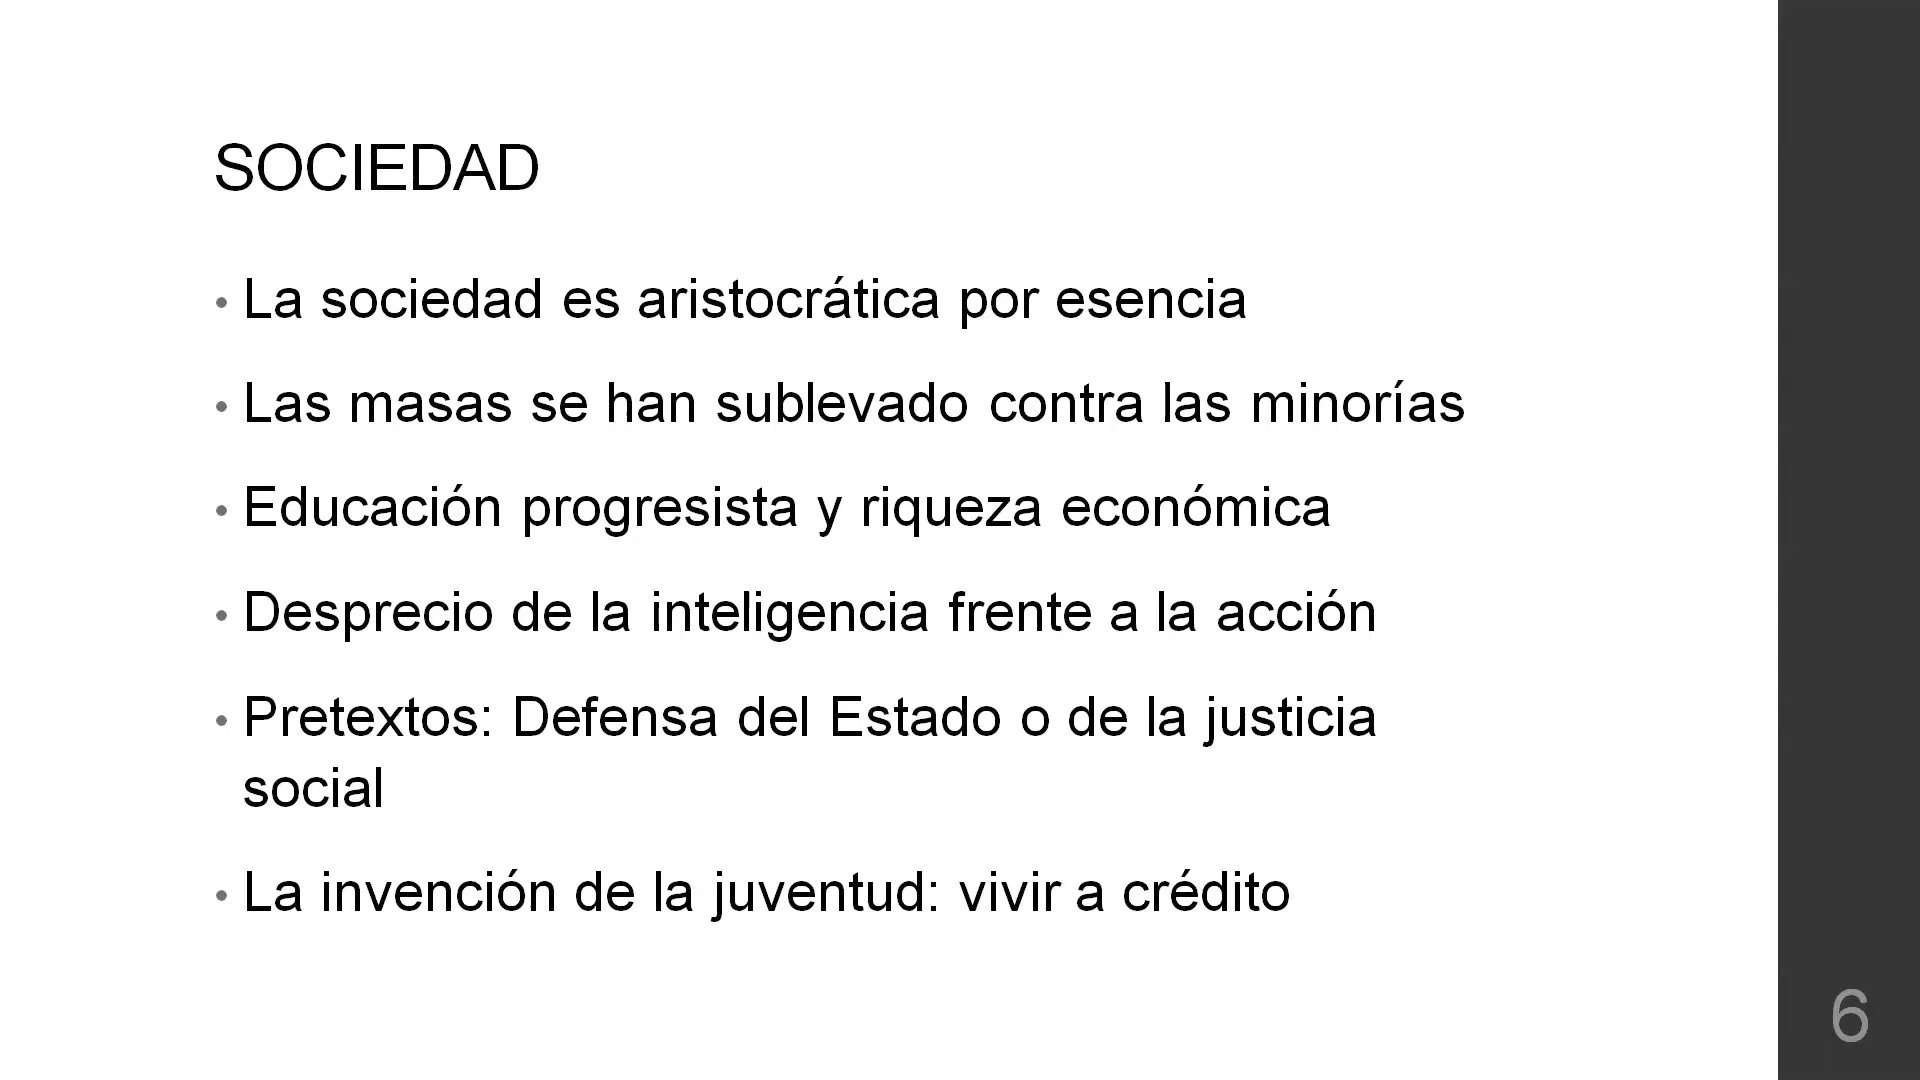 SOCIEDAD
• La sociedad es aristocrática por esencia
• Las masas se han sublevado contra las minorías
• Educación progresista y riqueza económica
• Desprecio de la inteligencia frente a la acción
• Pretextos: Defensa del Estado o de la justicia
social
• La invención de la juventud: vivir a crédito
6